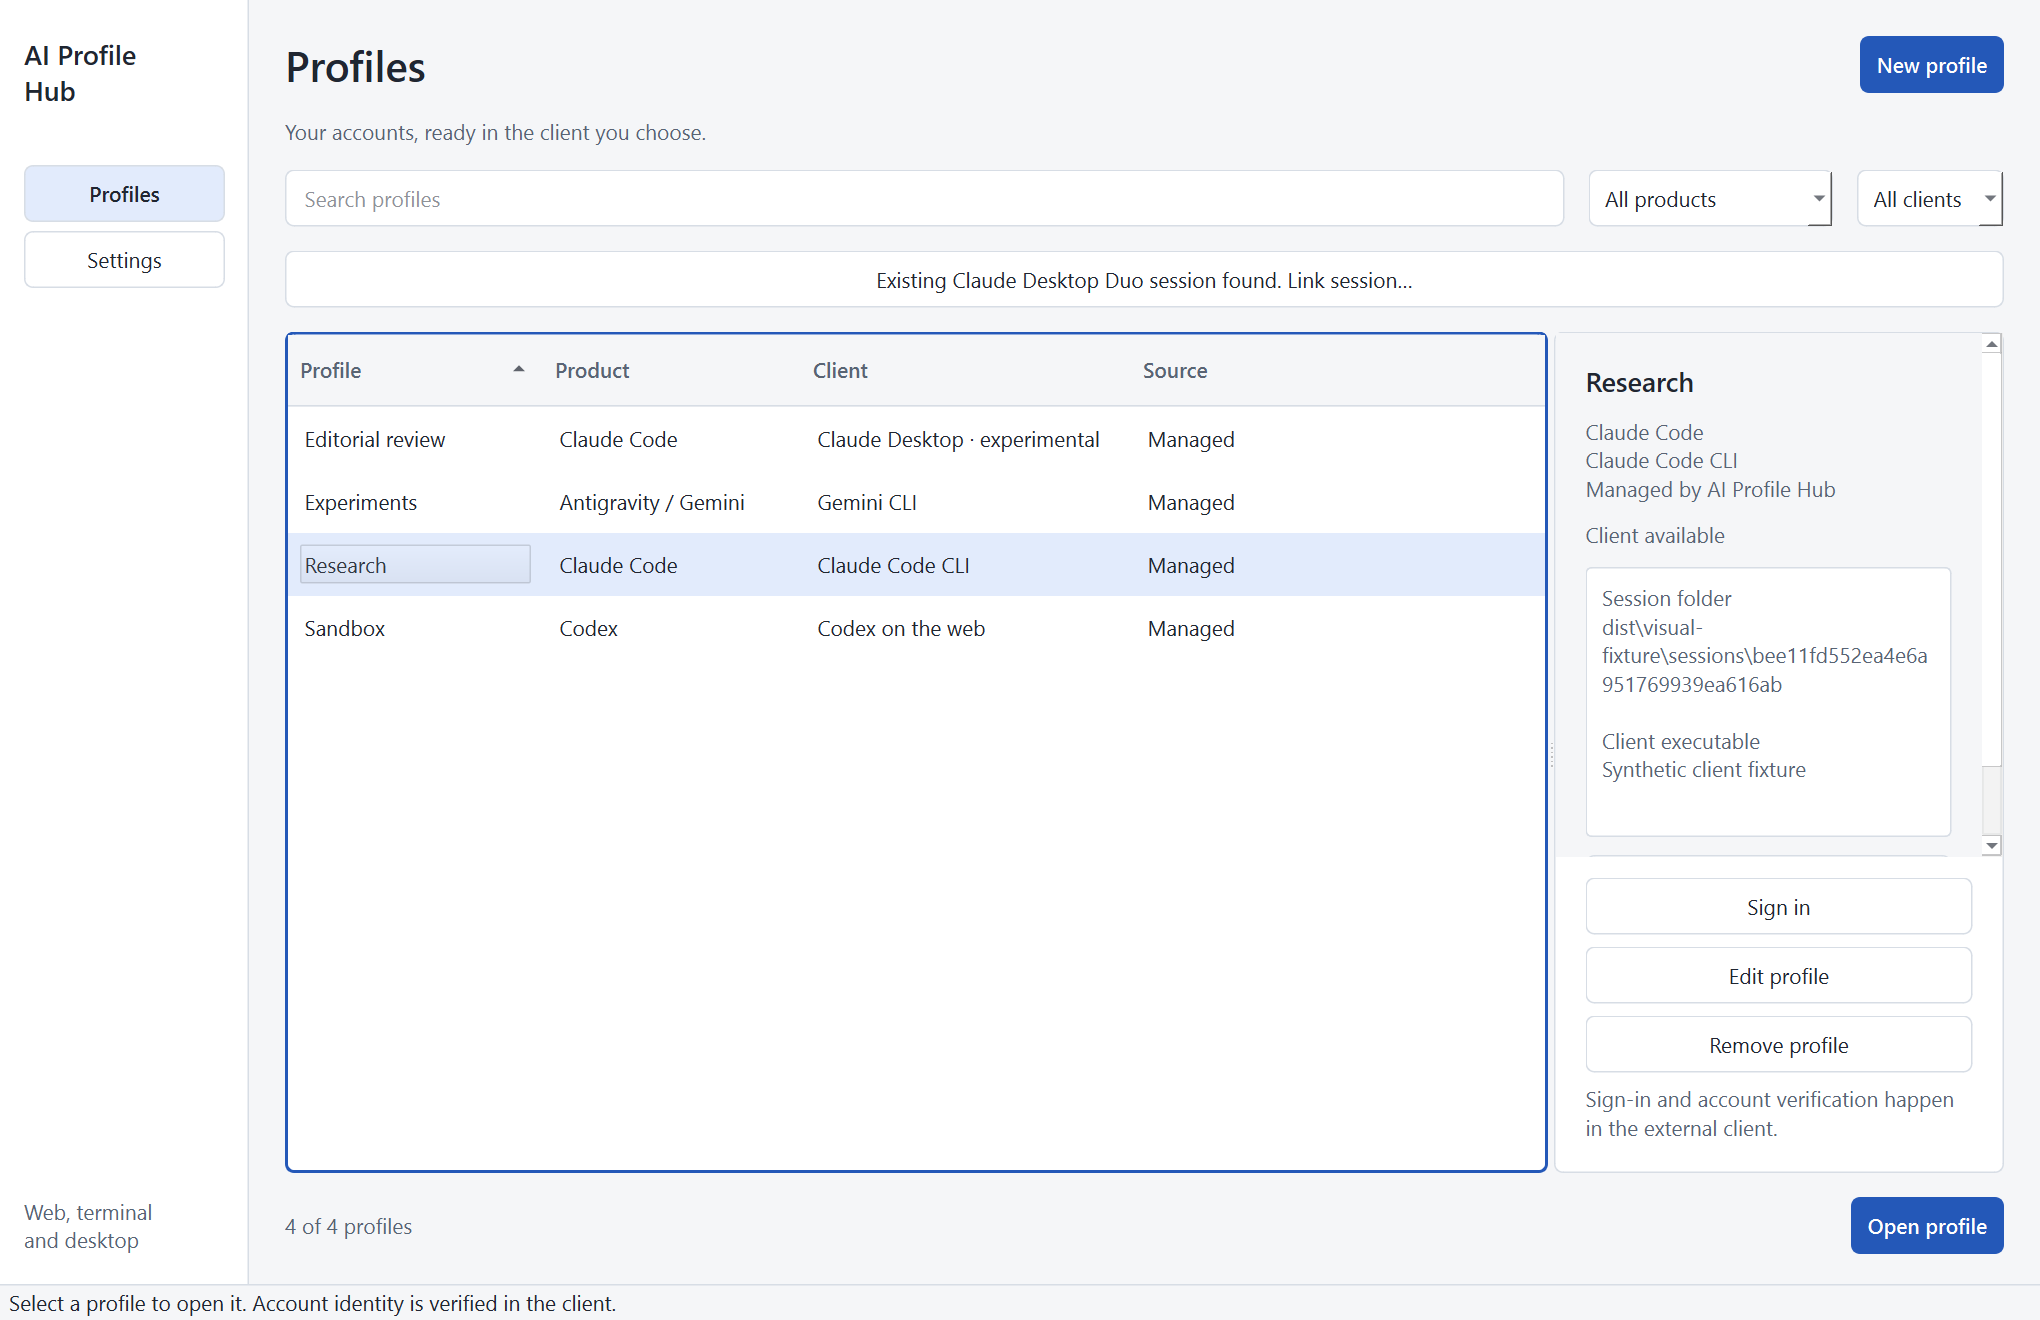 AI Profile
Hub
Profiles
Settings
Web, terminal
and desktop
Profiles
New profile
Your accounts, ready in the client you choose.
Search profiles
All products
All clients
Existing Claude Desktop Duo session found. Link session...
Profile Product Client Source
Editorial review Claude Code Claude Desktop · experimental Managed
Experiments Antigravity / Gemini Gemini CLI Managed
Research Claude Code Claude Code CLI Managed
Sandbox Codex Codex on the web Managed
Research
Claude Code
Claude Code CLI
Managed by AI Profile Hub
Client available
Session folder
dist\visual-
fixture\sessions\bee11fd552ea4e6a
951769939ea616ab
Client executable
Synthetic client fixture
Sign in
Edit profile
Remove profile
Sign-in and account verification happen
in the external client.
4 of 4 profiles
Open profile
Select a profile to open it. Account identity is verified in the client.